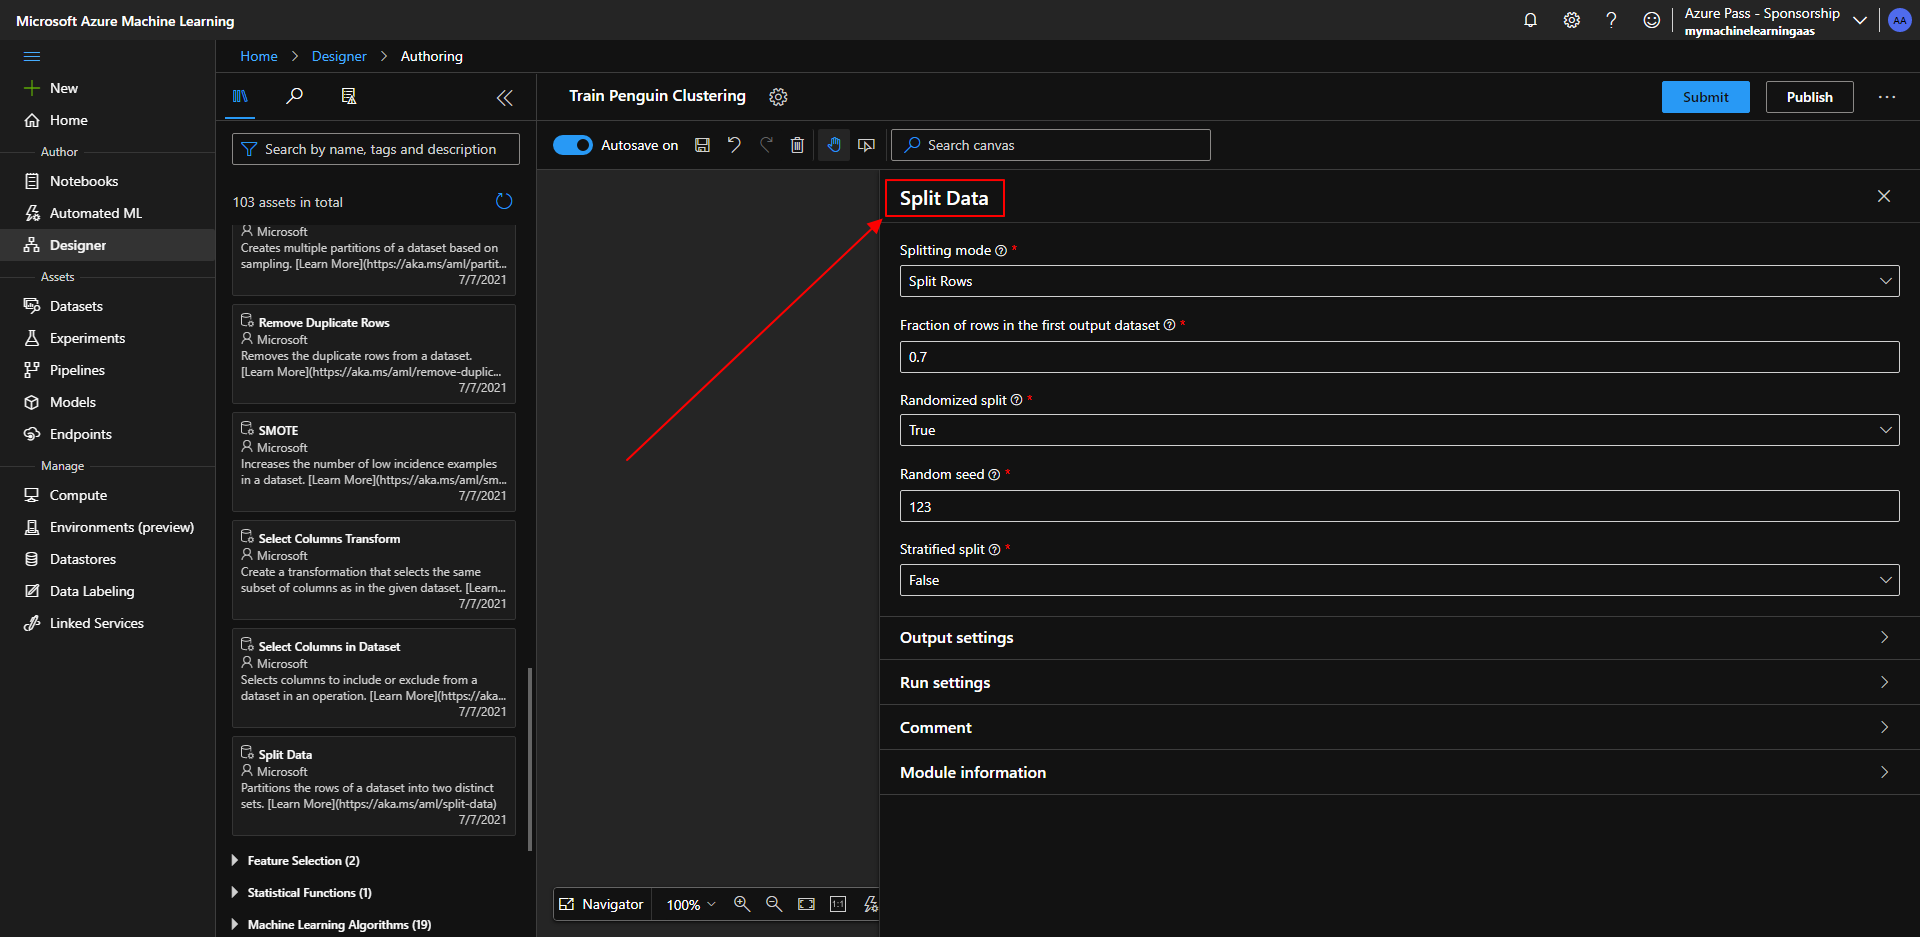 Microsoft Azure Machine Learning
Azure Pass - Sponsorship
mymachinelearningaas
AA
New
Home
Author
Notebooks
Automated ML
Designer
Assets
Datasets
Experiments
Pipelines
Models
Endpoints
Manage
Compute
Environments (preview)
Datastores
Data Labeling
Linked Services
Home > Designer > Authoring
Search by name, tags and description
103 assets in total
Microsoft
Creates multiple partitions of a dataset based on
sampling. [Learn More](https://aka.ms/aml/partit...
7/7/2021
Remove Duplicate Rows
Microsoft
Removes the duplicate rows from a dataset.
[Learn More](https://aka.ms/aml/remove-duplic...
7/7/2021
SMOTE
Microsoft
Increases the number of low incidence examples
in a dataset. [Learn More](https://aka.ms/aml/sm...
7/7/2021
Select Columns Transform
Microsoft
Create a transformation that selects the same
subset of columns as in the given dataset. [Learn...
7/7/2021
Select Columns in Dataset
Microsoft
Selects columns to include or exclude from a
dataset in an operation. [Learn More](https://aka...
7/7/2021
Split Data
Microsoft
Partitions the rows of a dataset into two distinct
sets. [Learn More](https://aka.ms/aml/split-data)
7/7/2021
Feature Selection (2)
Statistical Functions (1)
Machine Learning Algorithms (19)
Train Penguin Clustering
Submit
Publish
Autosave on
Search canvas
Split Data
Splitting mode *
Split Rows
Fraction of rows in the first output dataset *
0.7
Randomized split *
True
Random seed *
123
Stratified split *
False
Output settings
Run settings
Comment
Module information
Navigator
100%
1:1